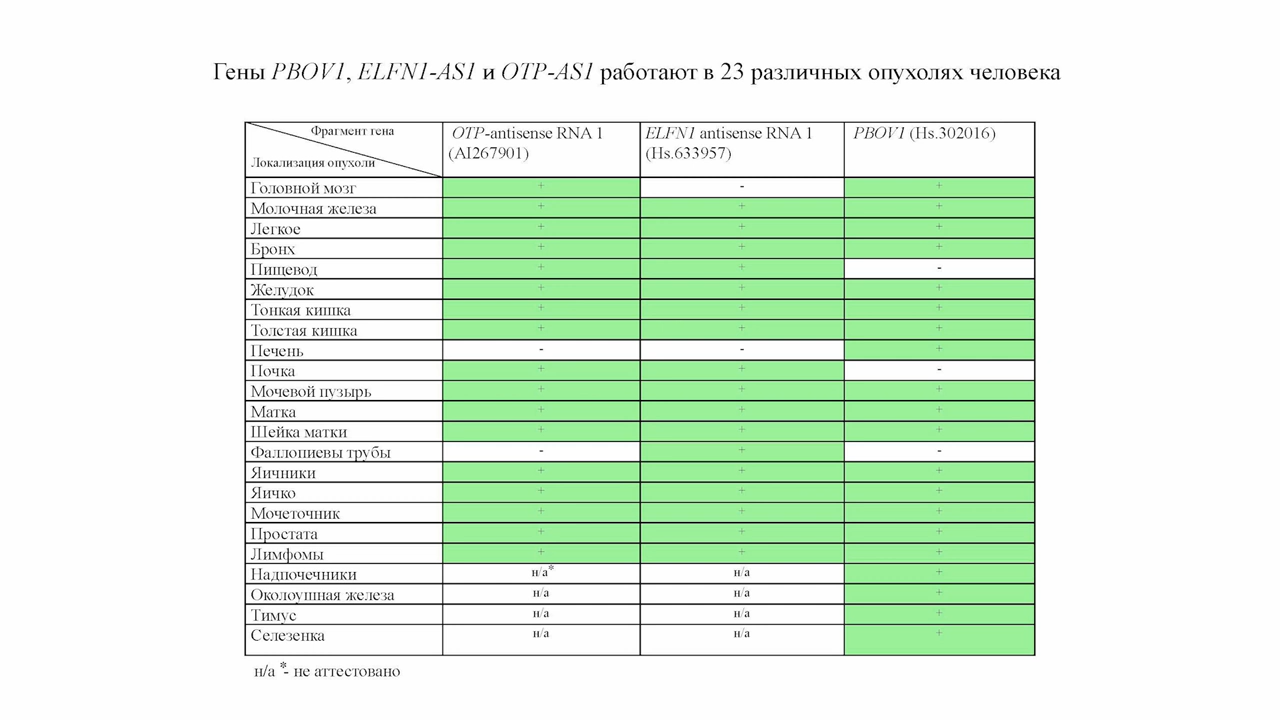 Гены PBOV1, ELFN1-AS1 и OTP-AS1 работают в 23 различных опухолях человека
Фрагмент гена
Локализация опухоли
OTP-antisense RNA 1
(AI267901)
ELFN1 antisense RNA 1
(Hs.633957)
PBOV1 (Hs.302016)
Головной мозг + - +
Молочная железа + + +
Легкое + + +
Бронх + + +
Пищевод + + -
Желудок + + +
Тонкая кишка + + +
Толстая кишка + + +
Печень - - +
Почка + + -
Мочевой пузырь + + +
Матка + + +
Шейка матки + + +
Фаллопиевы трубы - + -
Яичники + + +
Яичко + + +
Мочеточник + + +
Простата + + +
Лимфомы + + +
Надпочечники н/а* н/а +
Околоушная железа н/а н/а +
Тимус н/а н/а +
Селезенка н/а н/а +
н/а *- не аттестовано